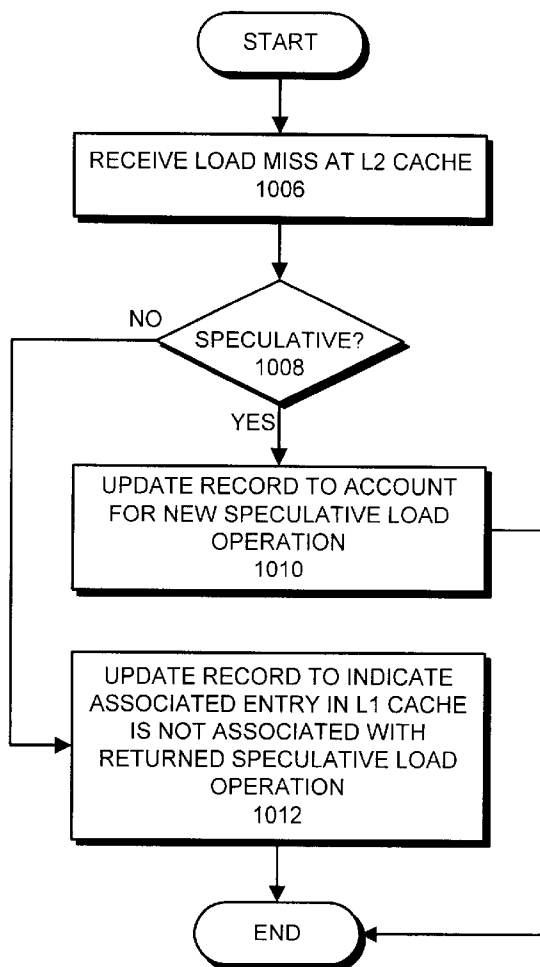 START
RECEIVE LOAD MISS AT L2 CACHE
1006
NO
SPECULATIVE?
1008
YES
UPDATE RECORD TO ACCOUNT
FOR NEW SPECULATIVE LOAD
OPERATION
1010
UPDATE RECORD TO INDICATE
ASSOCIATED ENTRY IN L1 CACHE
IS NOT ASSOCIATED WITH
RETURNED SPECULATIVE LOAD
OPERATION
1012
END